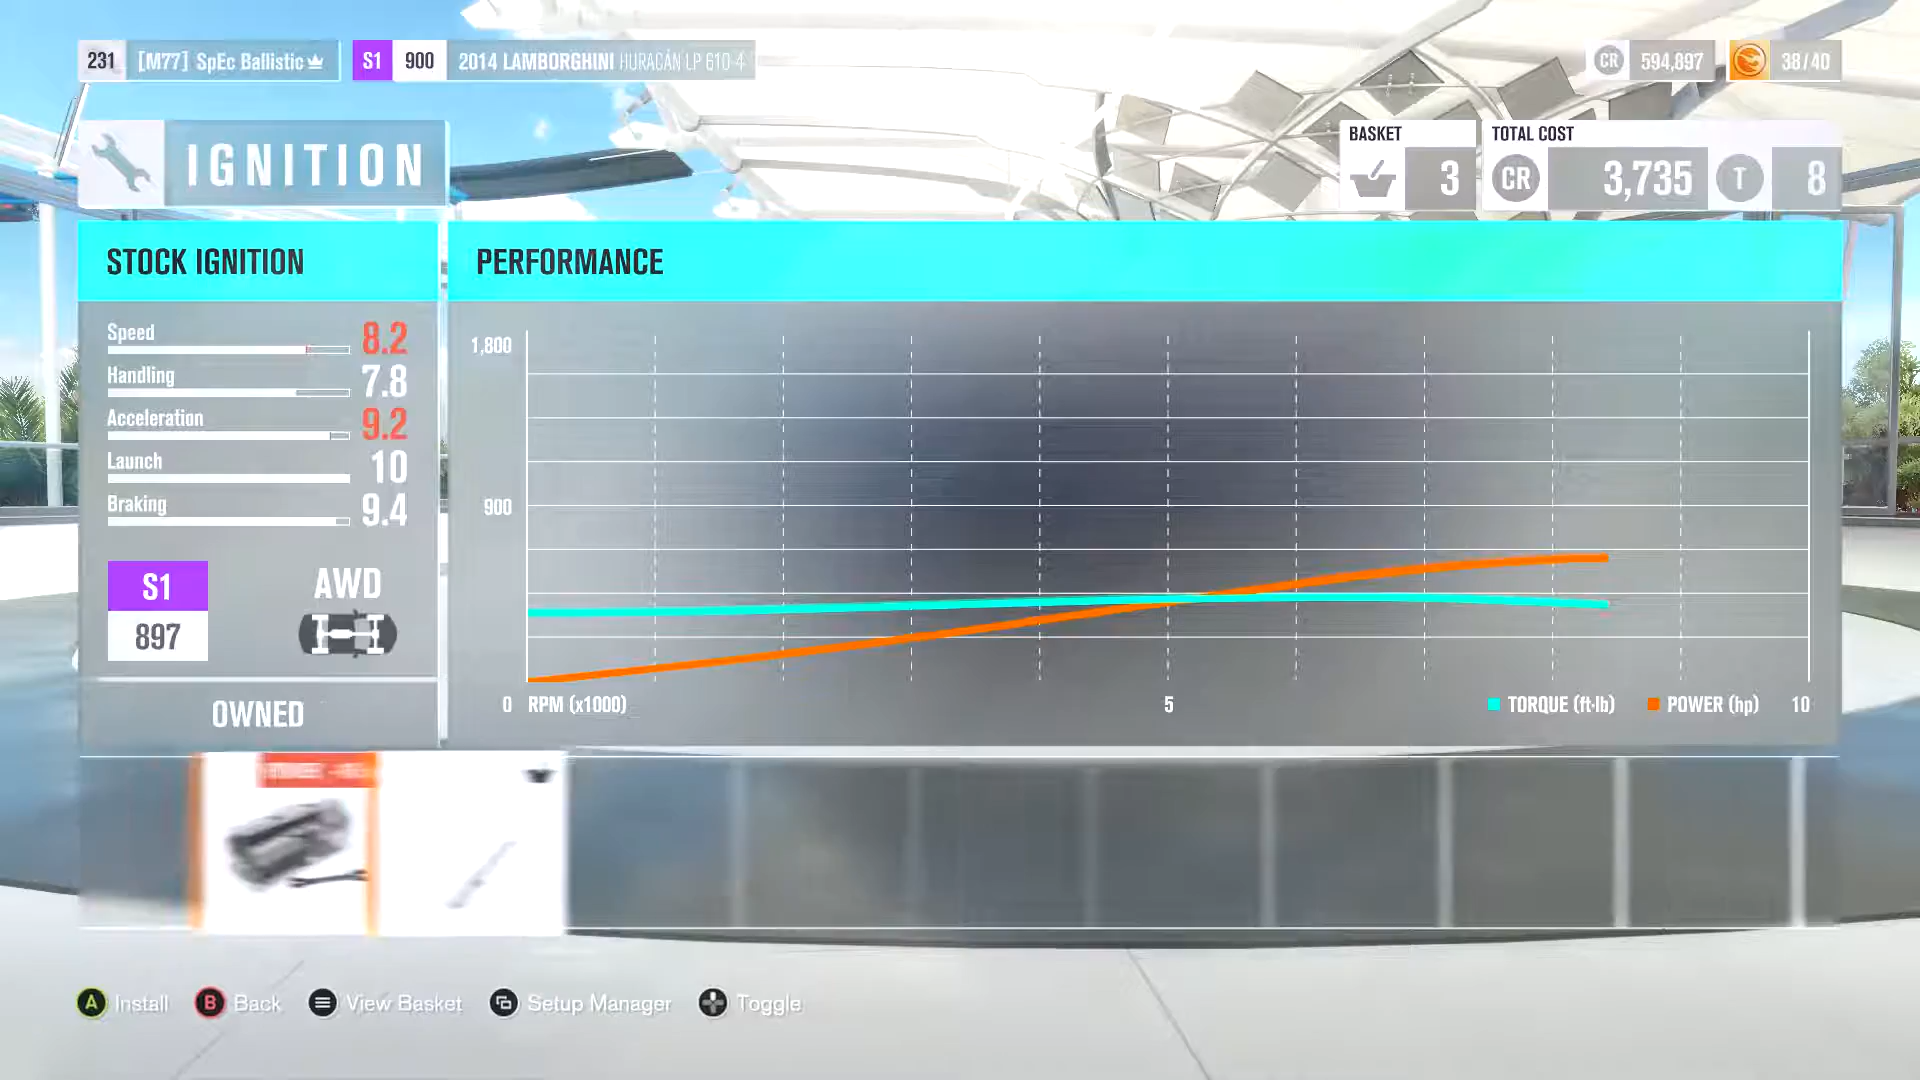 231 [M77] SpEc Ballistic
S1 900 2014 LAMBORGHINI HURACÁN LP 610-4
CR 594,897
38/40
IGNITION
BASKET
3
TOTAL COST
CR 3,735 T 8
STOCK IGNITION
Speed 8.2
Handling 7.8
Acceleration 9.2
Launch 10
Braking 9.4
S1
897
AWD
OWNED
PERFORMANCE
1,800
900
0 RPM (x1000) 5 TORQUE (ft-lb) POWER (hp) 10
A Install B Back View Basket Setup Manager Toggle